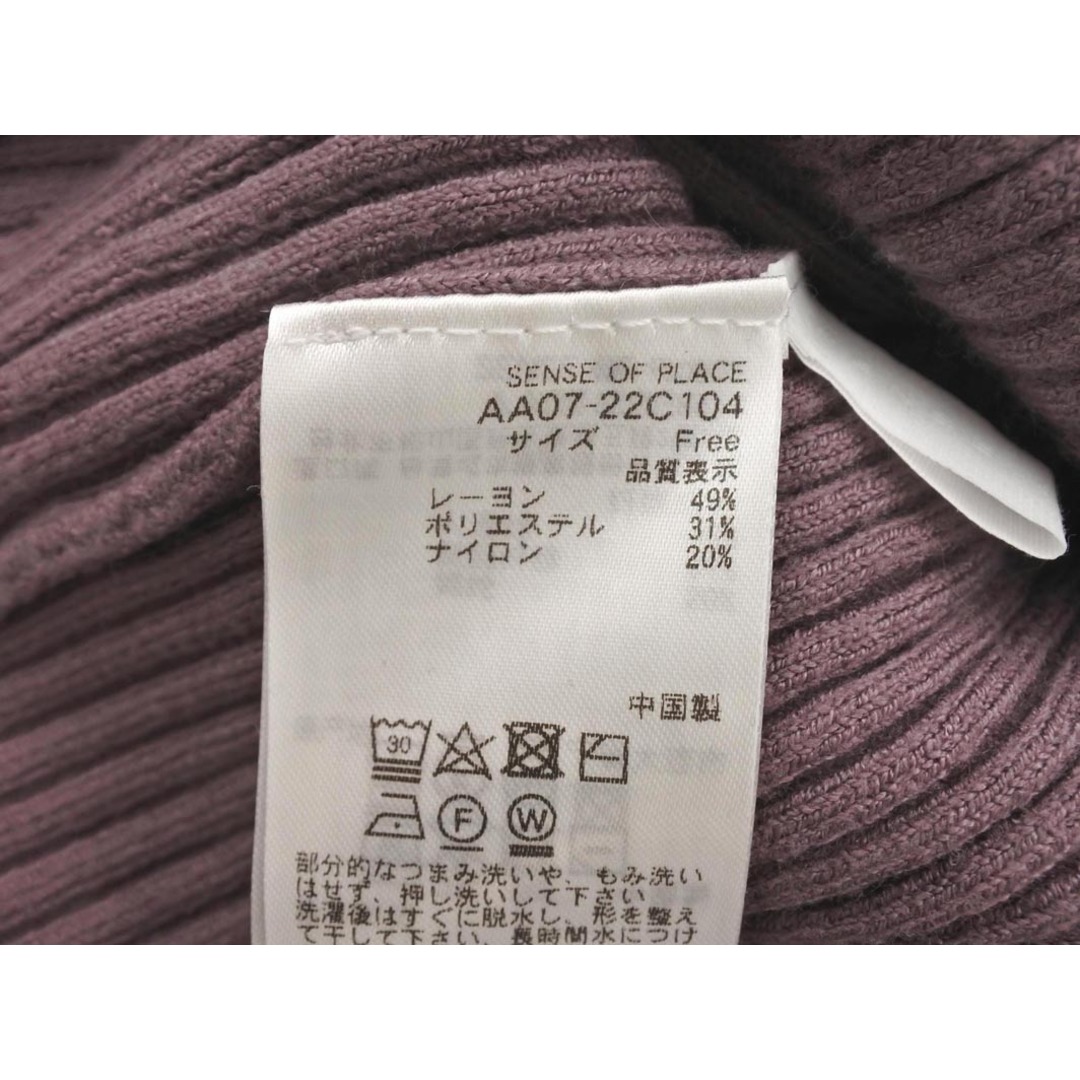 SENSE OF PLACE
AA07-22C104
サイズ Free
品質表示
レーヨン 49%
ポリエステル 31%
ナイロン 20%
中国製
30
F W
部分的なつまみ洗いや、もみ洗い
はせず、押し洗いして下さい
洗濯後はすぐに脱水し、形を整え
て干して下さい、長時間水につけ